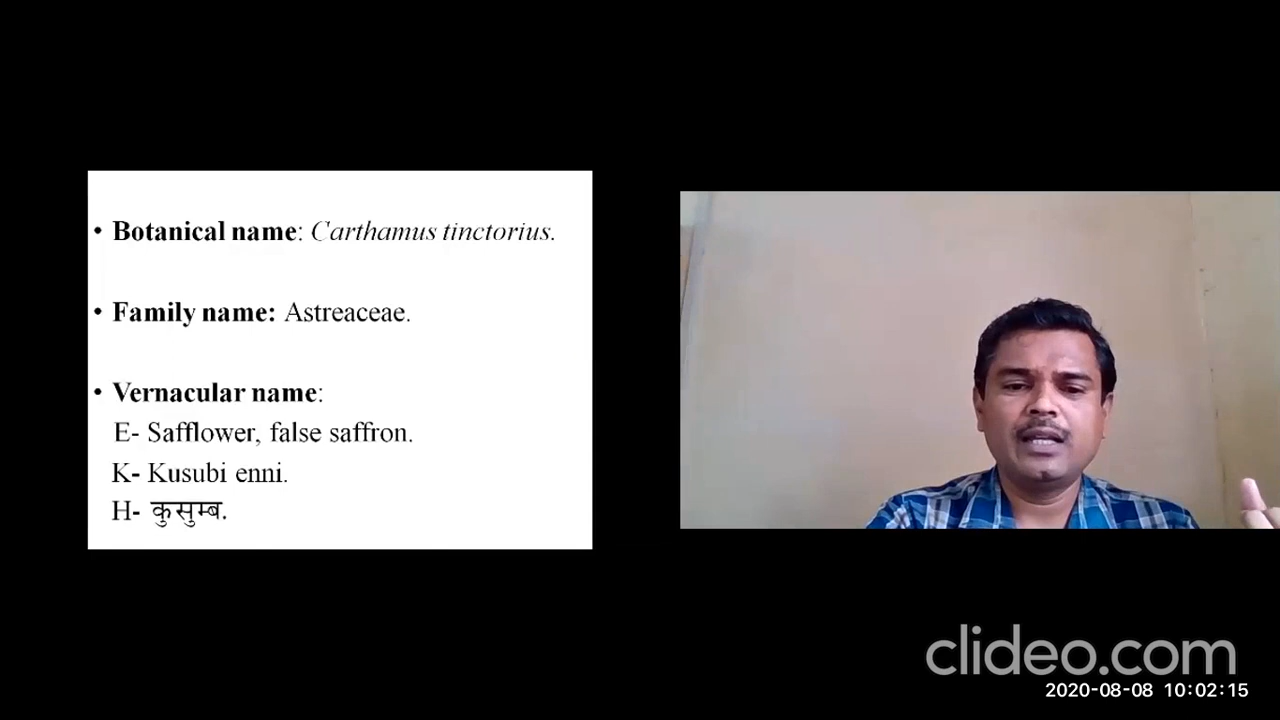 • Botanical name: Carthamus tinctorius.
• Family name: Astreaceae.
• Vernacular name:
E- Safflower, false saffron.
K- Kusubi enni.
H- कुसुम्ब.
clideo.com
2020-08-08 10:02:15